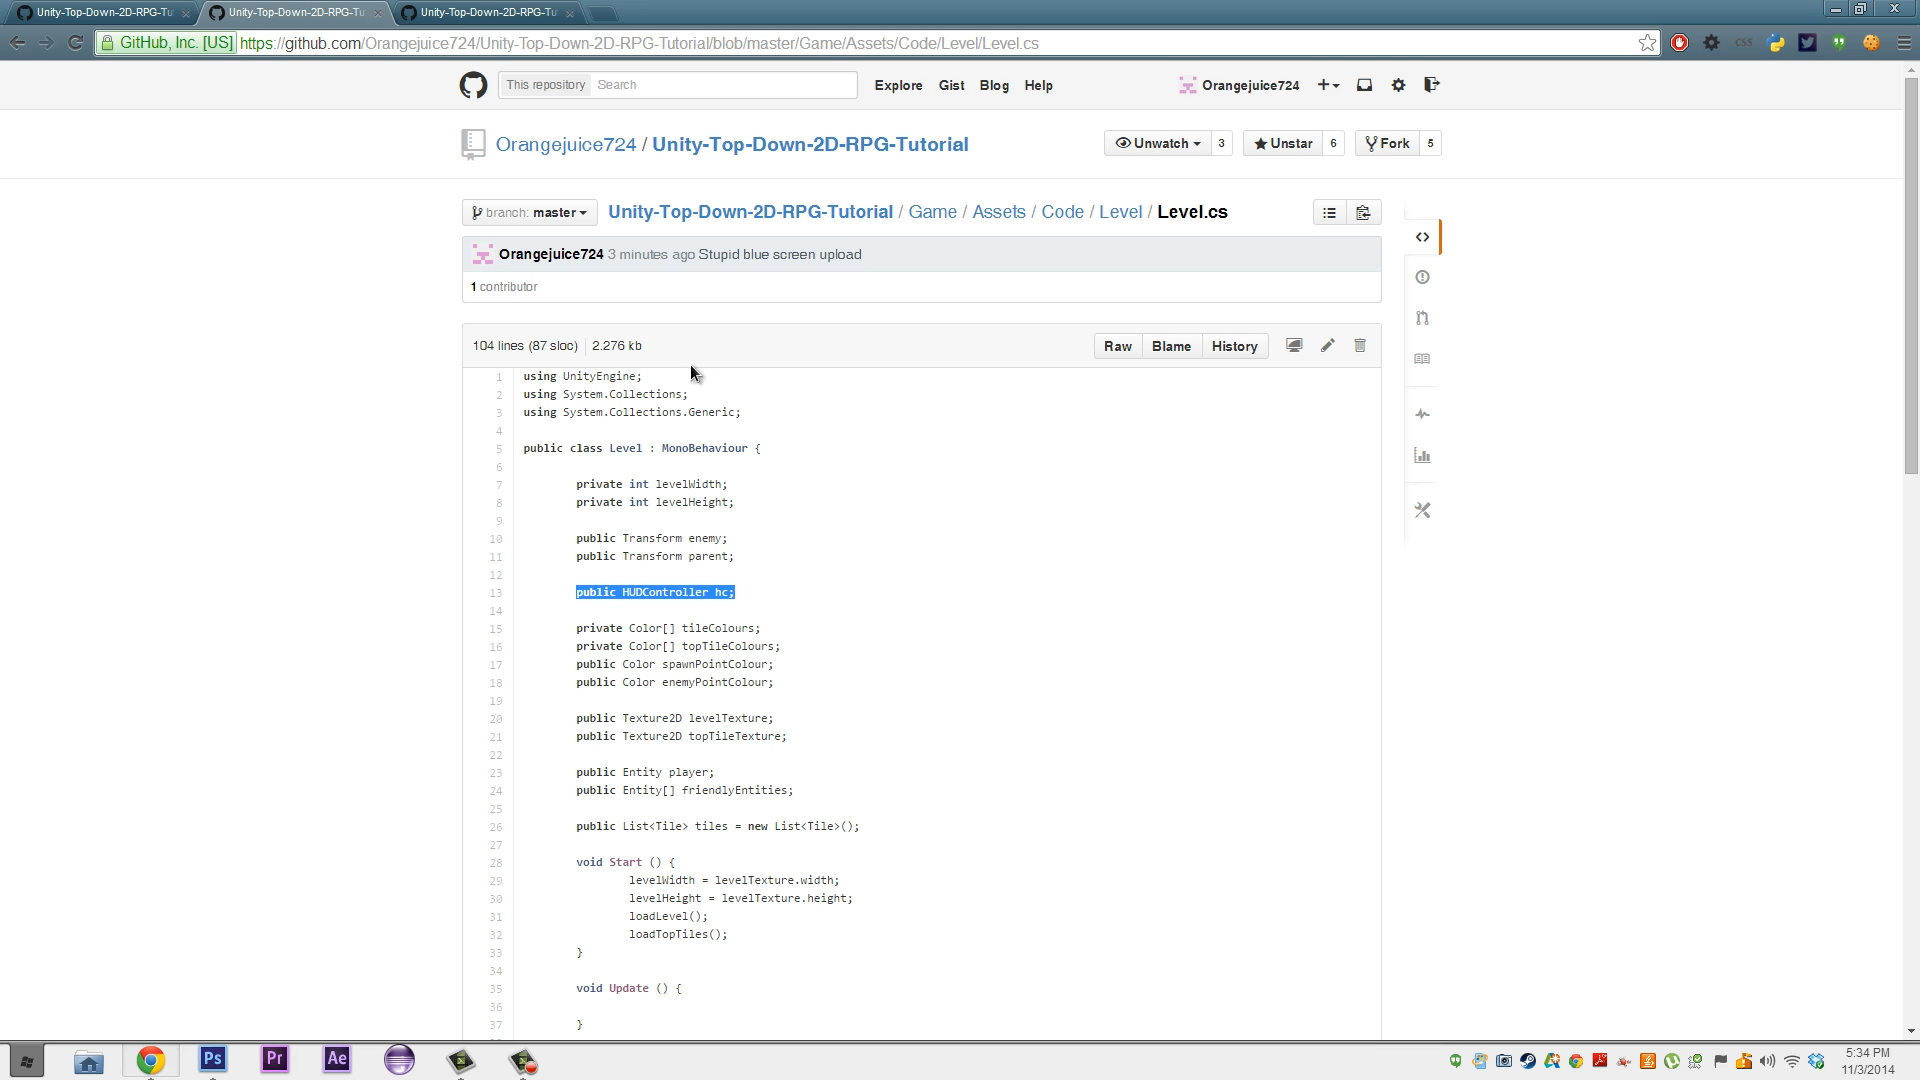 Unity-Top-Down-2D-RPG-Tu
Unity-Top-Down-2D-RPG-Tu
Unity-Top-Down-2D-RPG-Tu
GitHub, Inc. [US] https://github.com/Orangejuice724/Unity-Top-Down-2D-RPG-Tutorial/blob/master/Game/Assets/Code/Level/Level.cs
CSS
This repository Search Explore Gist Blog Help Orangejuice724
Orangejuice724 / Unity-Top-Down-2D-RPG-Tutorial Unwatch 3 Unstar 6 Fork 5
branch: master Unity-Top-Down-2D-RPG-Tutorial / Game / Assets / Code / Level / Level.cs
Orangejuice724 3 minutes ago Stupid blue screen upload
1 contributor
104 lines (87 sloc) 2.276 kb Raw Blame History
1 using UnityEngine;
2 using System.Collections;
3 using System.Collections.Generic;
4
5 public class Level : MonoBehaviour {
6
7 private int levelWidth;
8 private int levelHeight;
9
10 public Transform enemy;
11 public Transform parent;
12
13 public HUDController hc;
14
15 private Color[] tileColours;
16 private Color[] topTileColours;
17 public Color spawnPointColour;
18 public Color enemyPointColour;
19
20 public Texture2D levelTexture;
21 public Texture2D topTileTexture;
22
23 public Entity player;
24 public Entity[] friendlyEntities;
25
26 public List<Tile> tiles = new List<Tile>();
27
28 void Start () {
29 levelWidth = levelTexture.width;
30 levelHeight = levelTexture.height;
31 loadLevel();
32 loadTopTiles();
33 }
34
35 void Update () {
36
37 }
Ps Pr Ae
5:34 PM
11/3/2014